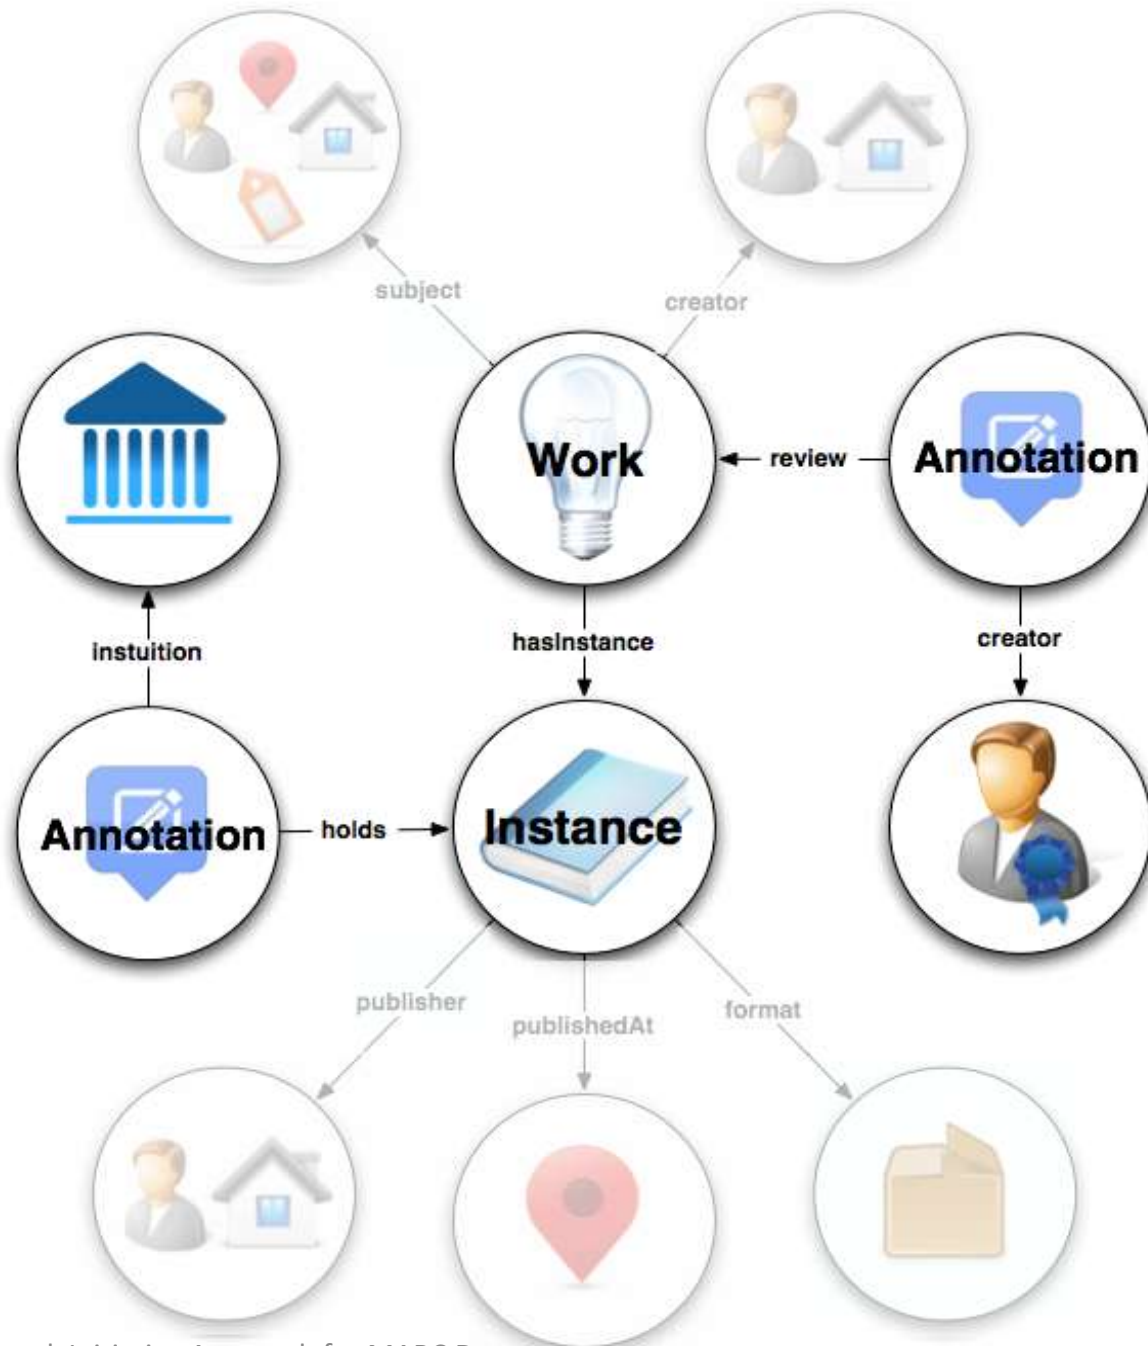 subject
creator
Work
review
Annotation
instuition
hasInstance
creator
Annotation
holds
Instance
publisher
publishedAt
format